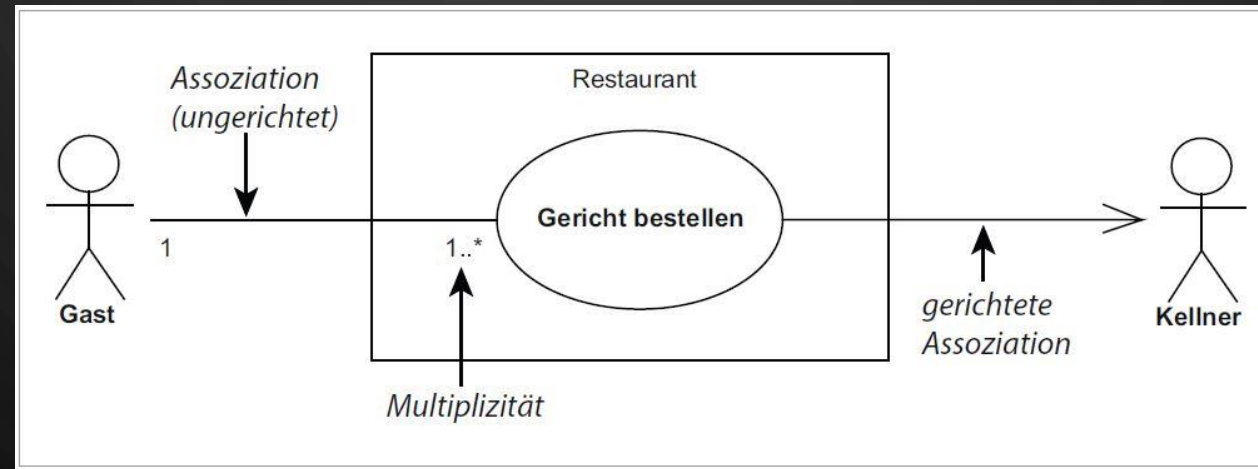 Assoziation
(ungerichtet)
Restaurant
Gericht bestellen
1
1..*
Gast
gerichtete
Assoziation
Kellner
Multiplizität